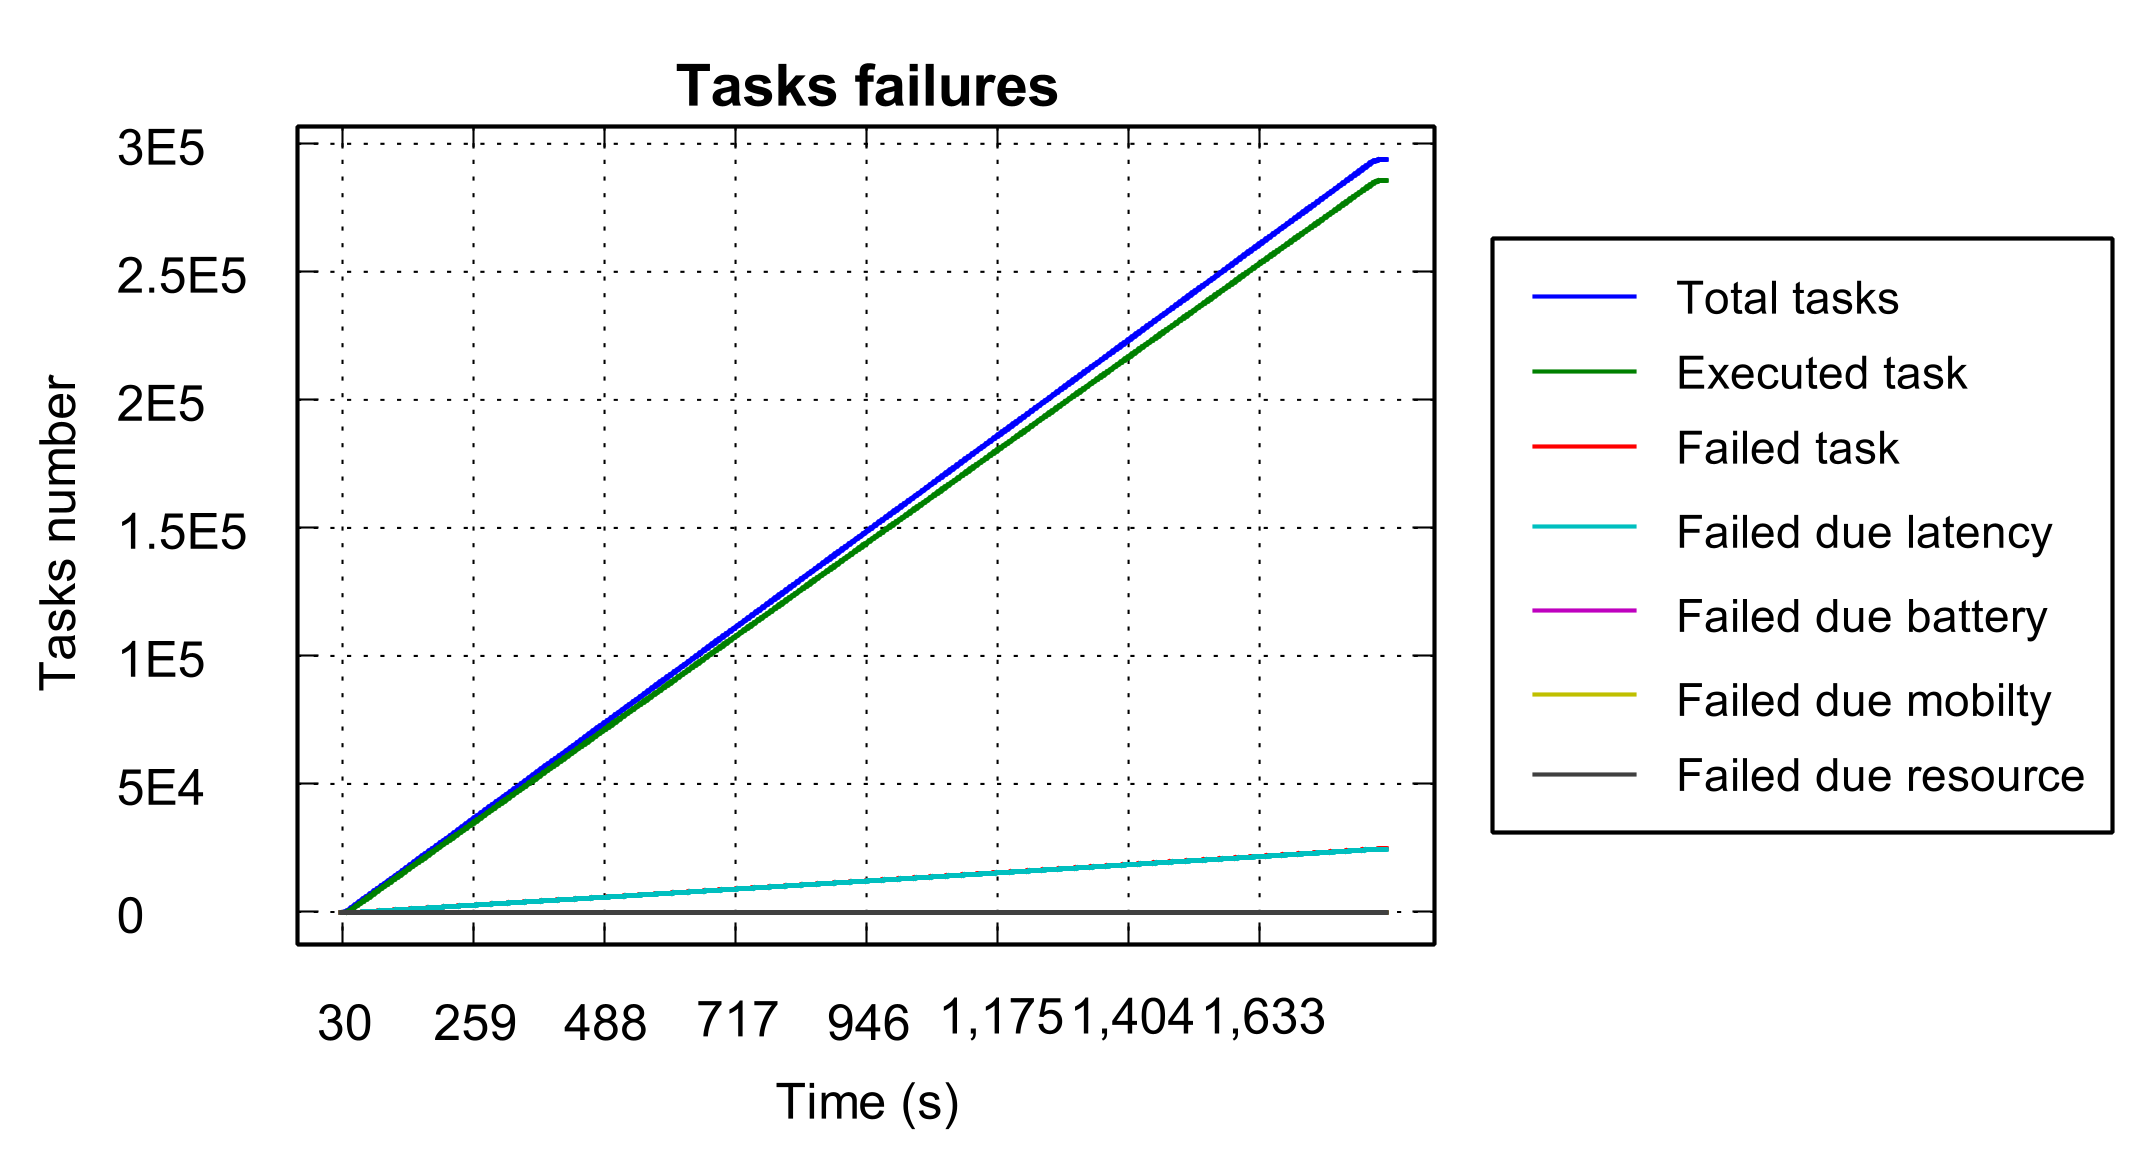 Tasks failures
3E5
2.5E5
2E5
1.5E5
1E5
5E4
0
Tasks number
30 259 488 717 946 1,175 1,404 1,633
Time (s)
Total tasks
Executed task
Failed task
Failed due latency
Failed due battery
Failed due mobilty
Failed due resource